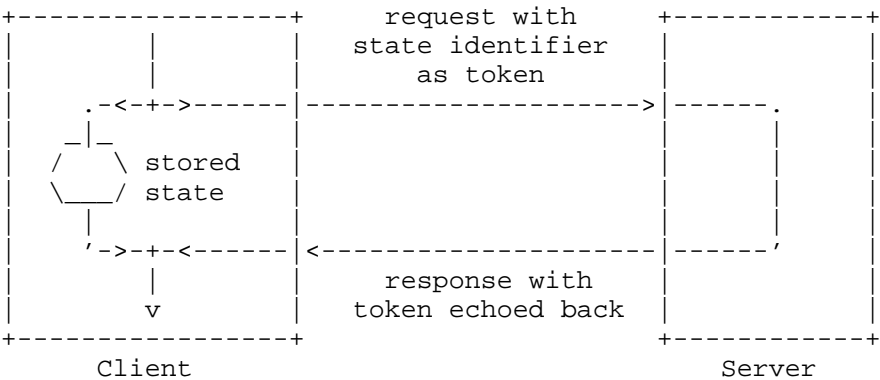 request with
state identifier
as token
stored
state
response with
token echoed back
v
Client
Server